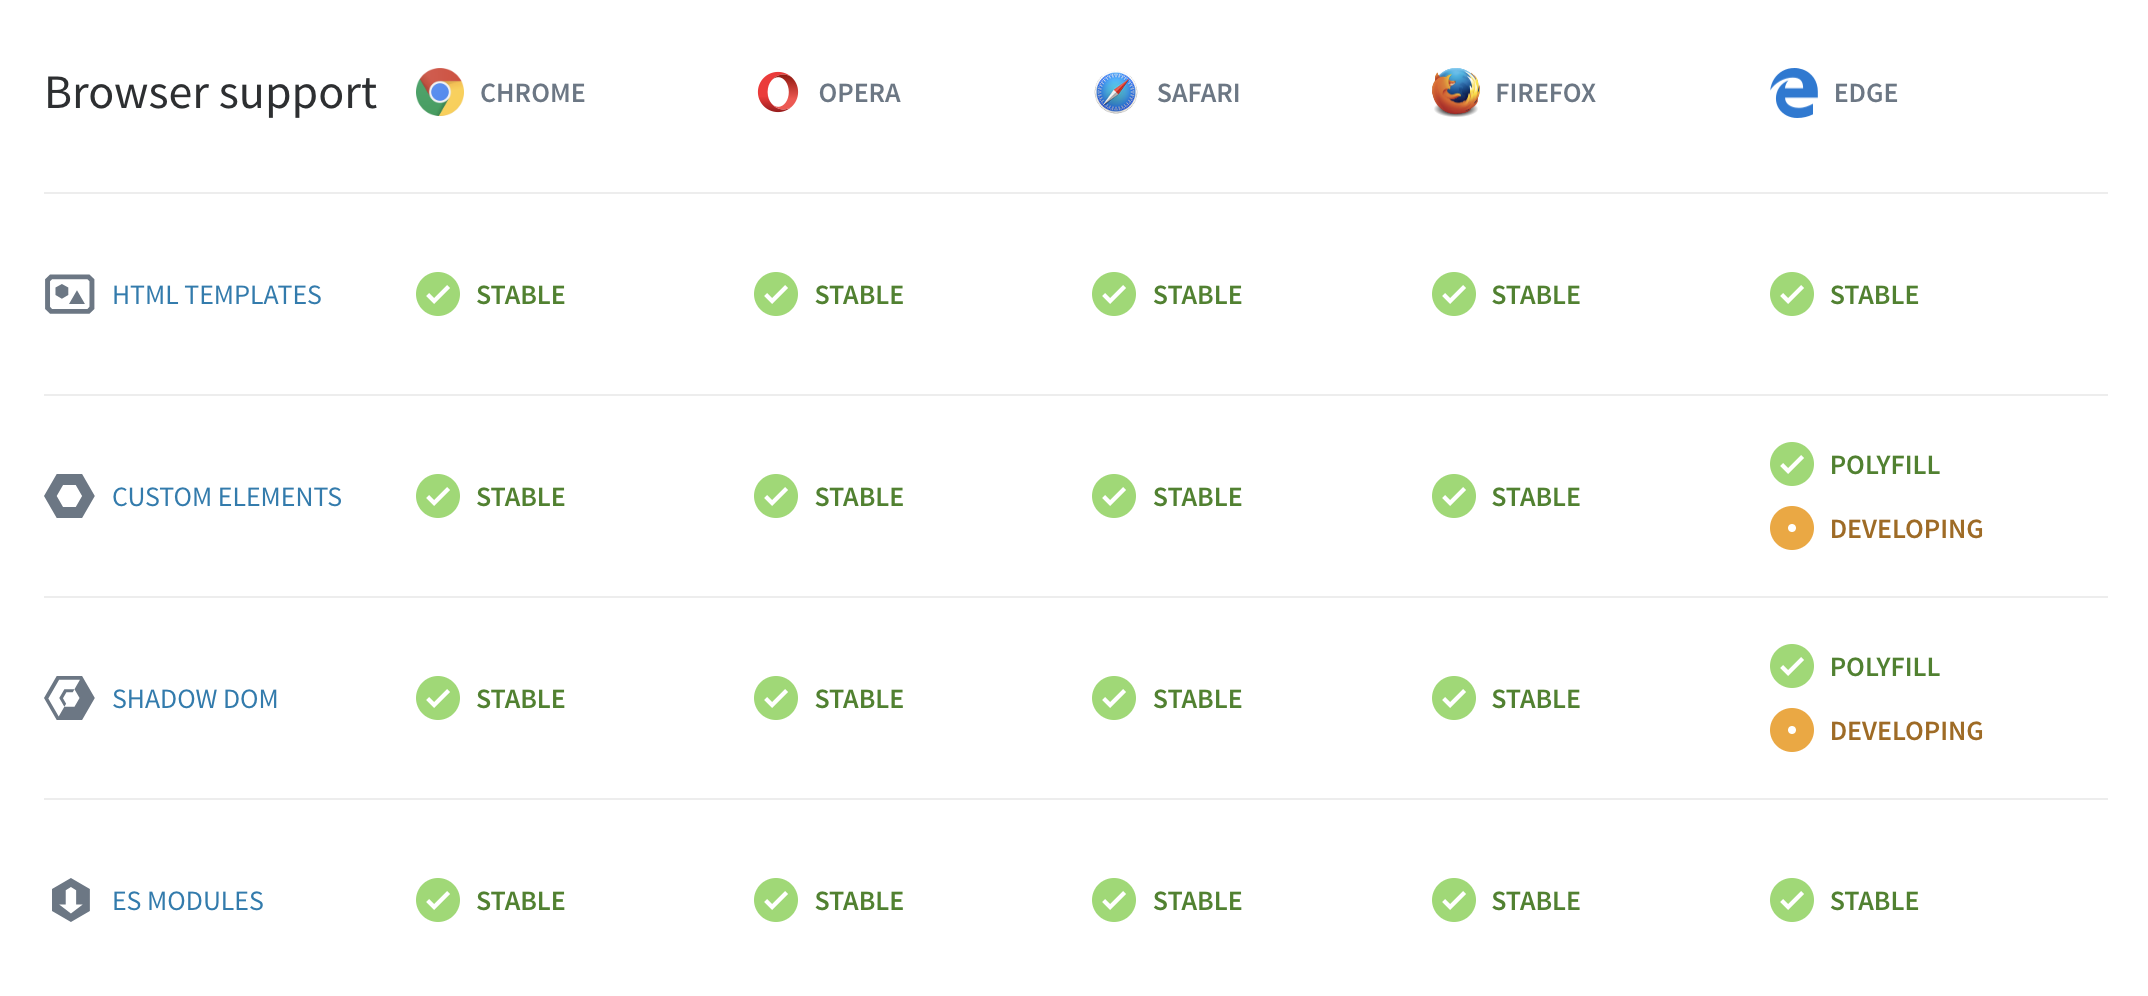 Browser support CHROME OPERA SAFARI FIREFOX EDGE
HTML TEMPLATES STABLE STABLE STABLE STABLE STABLE
CUSTOM ELEMENTS STABLE STABLE STABLE STABLE POLYFILL
DEVELOPING
SHADOW DOM STABLE STABLE STABLE STABLE POLYFILL
DEVELOPING
ES MODULES STABLE STABLE STABLE STABLE STABLE